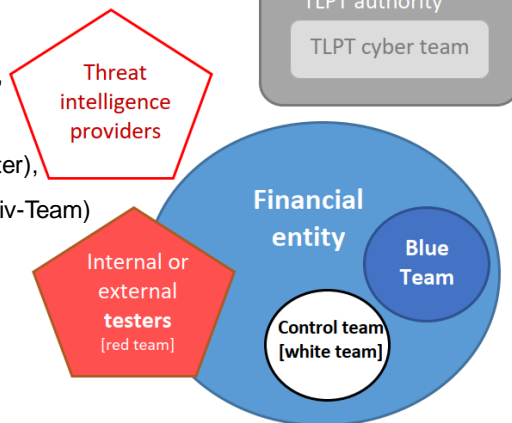 TLPT authority
TLPT cyber team
Threat
intelligence
providers
iv-Team)
Financial
entity
Blue
Team
Internal or
external
testers
[red team]
Control team
[white team]